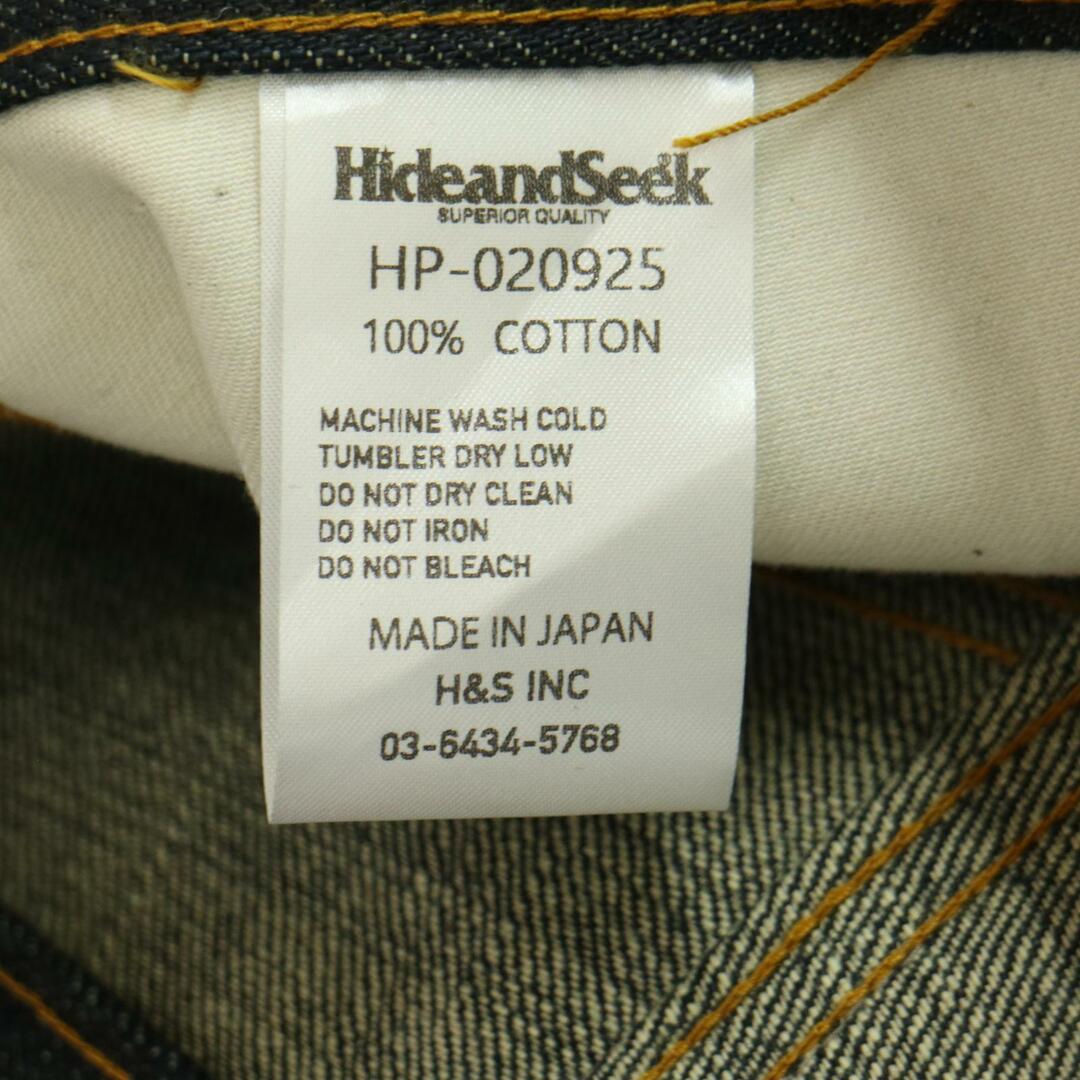 HideandSeek
SUPERIOR QUALITY
HP-020925
100% COTTON
MACHINE WASH COLD
TUMBLER DRY LOW
DO NOT DRY CLEAN
DO NOT IRON
DO NOT BLEACH
MADE IN JAPAN
H&S INC
03-6434-5768